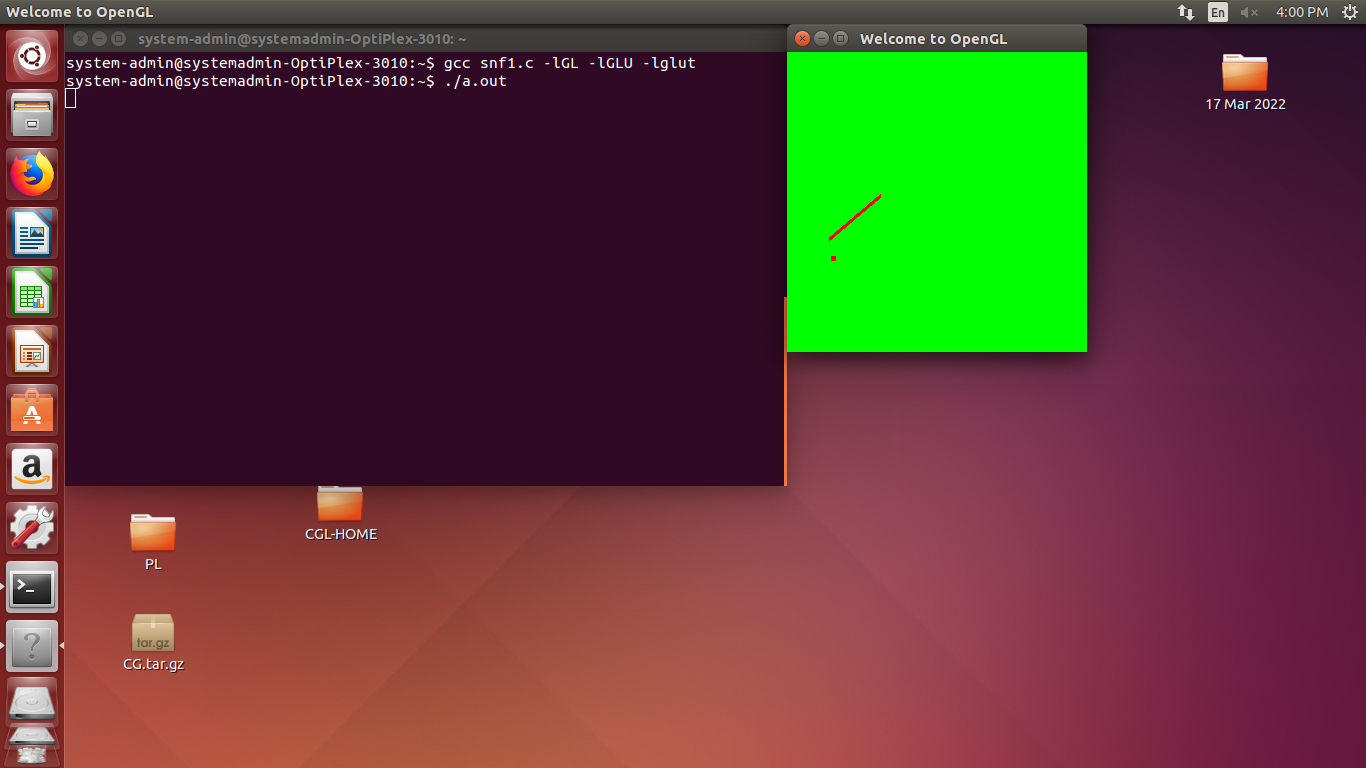 Welcome to OpenGL
En
4:00 PM
system-admin@systemadmin-OptiPlex-3010: ~
system-admin@systemadmin-OptiPlex-3010:~$ gcc snf1.c -lGL -lGLU -lglut
system-admin@systemadmin-OptiPlex-3010:~$ ./a.out
Welcome to OpenGL
17 Mar 2022
CGL-HOME
PL
tar.gz
CG.tar.gz
A
a
>_
?